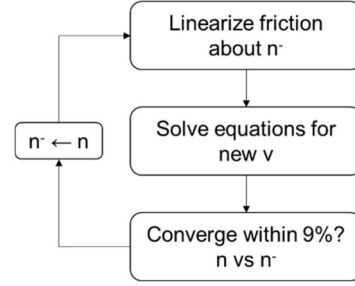 Linearize friction
about n-
Solve equations for
new v
n- ← n
Converge within 9%?
n vs n-